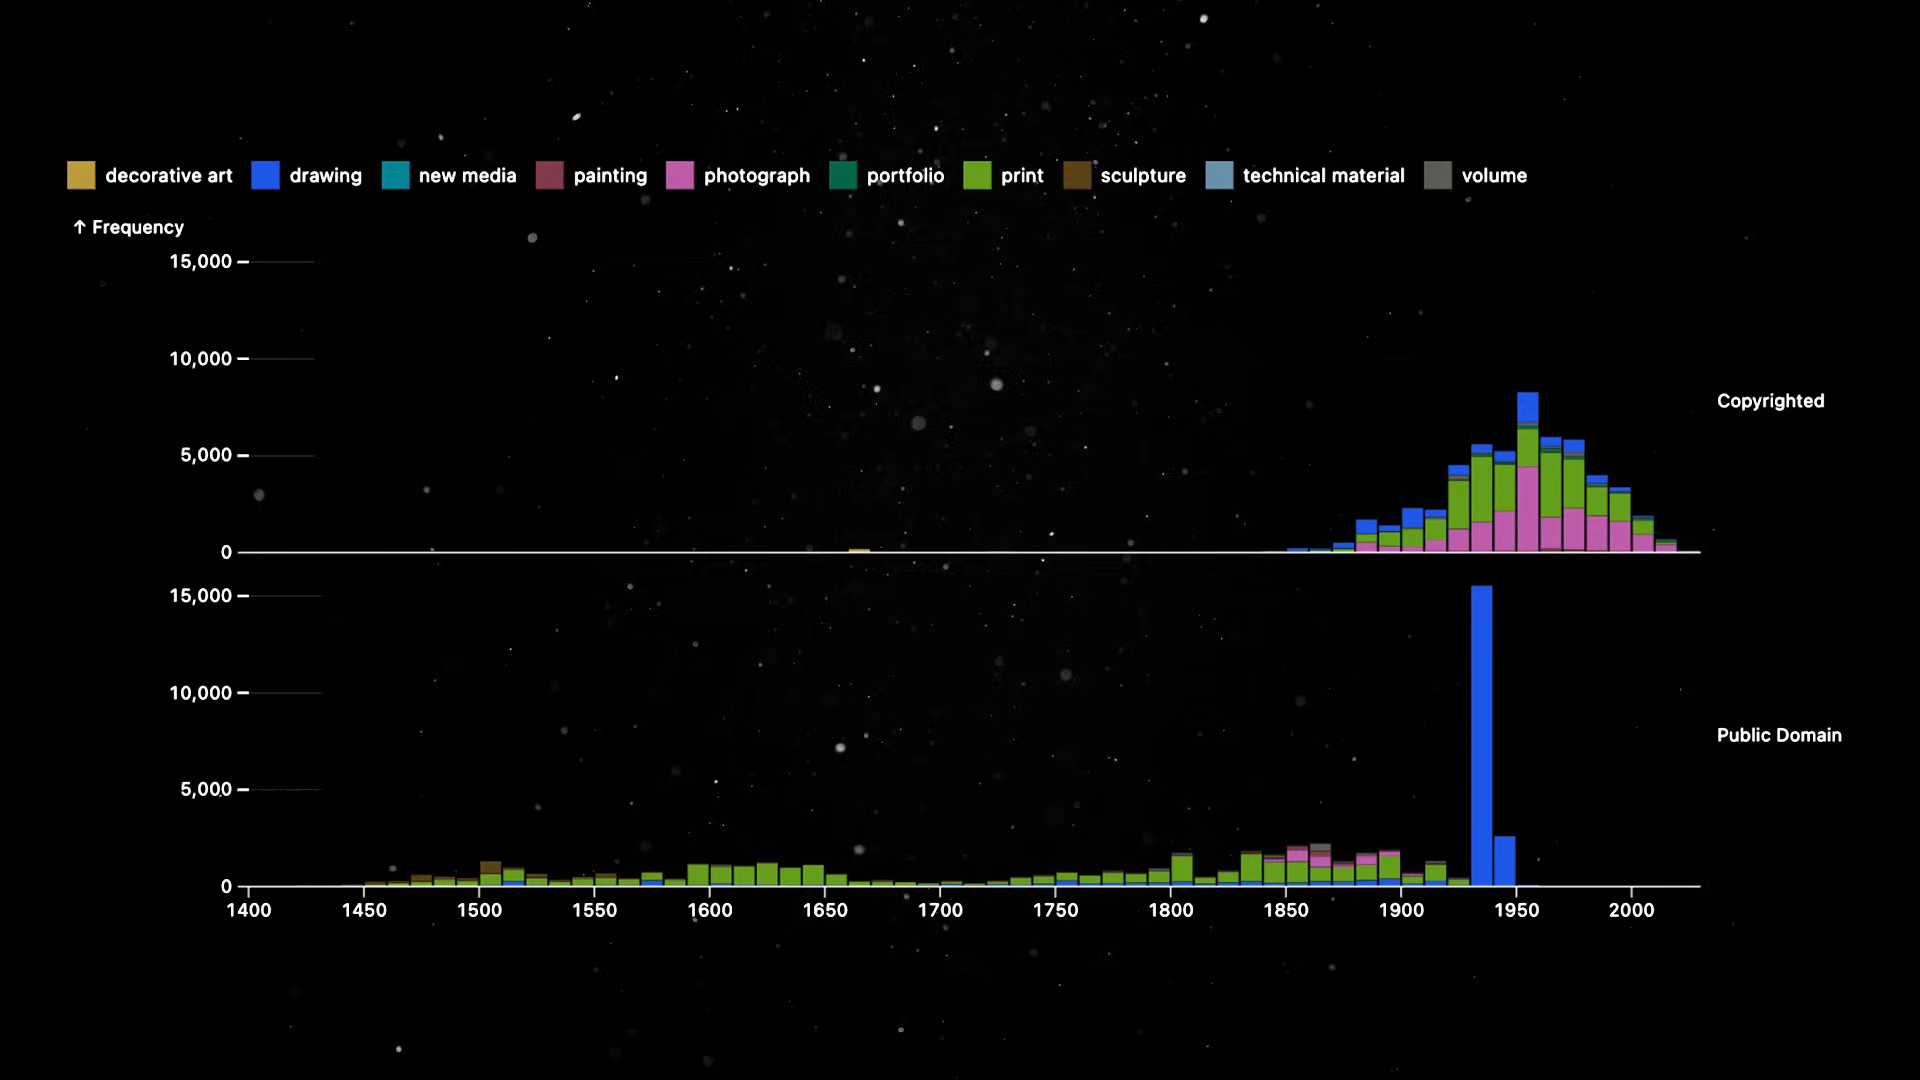 decorative art drawing new media painting photograph portfolio print sculpture technical material volume
↑ Frequency
15,000
10,000
5,000
0
Copyrighted
15,000
10,000
5,000
0
Public Domain
1400 1450 1500 1550 1600 1650 1700 1750 1800 1850 1900 1950 2000